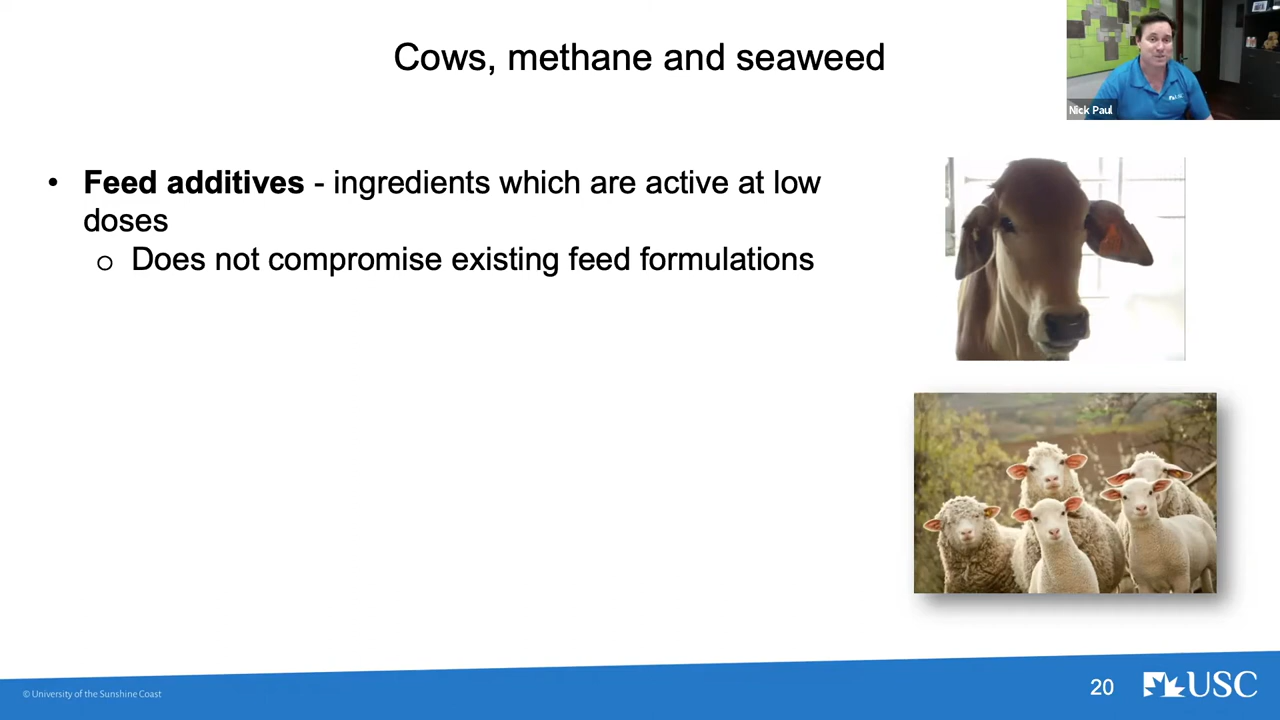 Cows, methane and seaweed
Nick Paul
USC
• Feed additives - ingredients which are active at low
doses
o Does not compromise existing feed formulations
© University of the Sunshine Coast
20
USC